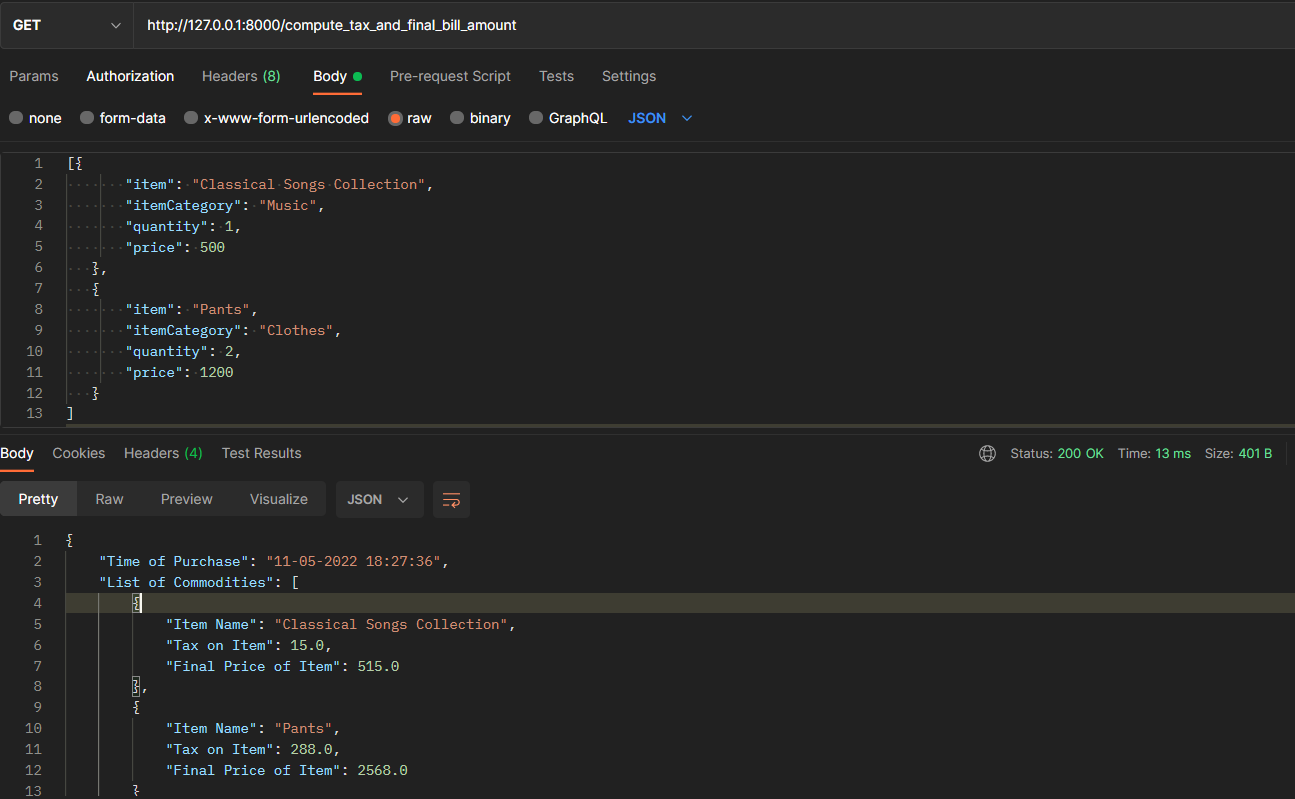 GET http://127.0.0.1:8000/compute_tax_and_final_bill_amount
Params Authorization Headers (8) Body Pre-request Script Tests Settings
none form-data x-www-form-urlencoded raw binary GraphQL JSON
1 [{
2 "item": "Classical Songs Collection",
3 "itemCategory": "Music",
4 "quantity": 1,
5 "price": 500
6 },
7 {
8 "item": "Pants",
9 "itemCategory": "Clothes",
10 "quantity": 2,
11 "price": 1200
12 }
13 ]
Body Cookies Headers (4) Test Results Status: 200 OK Time: 13 ms Size: 401 B
Pretty Raw Preview Visualize JSON
1 {
2 "Time of Purchase": "11-05-2022 18:27:36",
3 "List of Commodities": [
4 {
5 "Item Name": "Classical Songs Collection",
6 "Tax on Item": 15.0,
7 "Final Price of Item": 515.0
8 },
9 {
10 "Item Name": "Pants",
11 "Tax on Item": 288.0,
12 "Final Price of Item": 2568.0
13 }